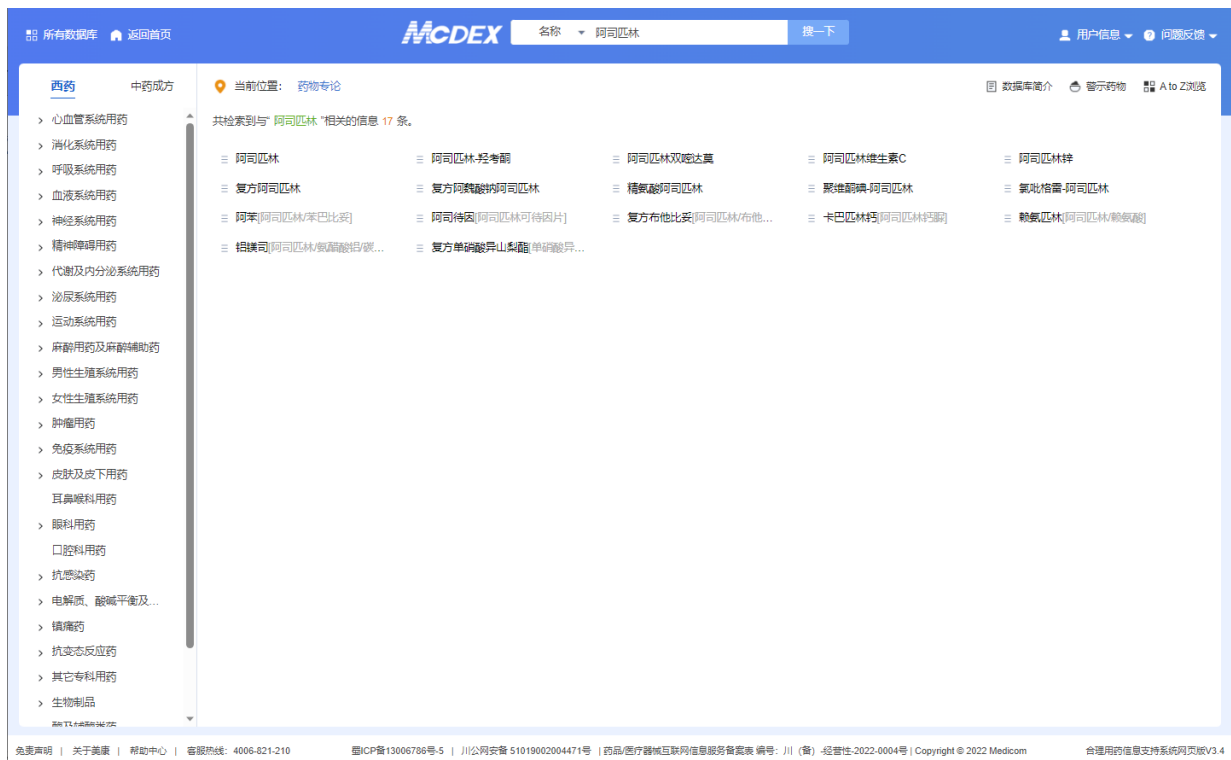 所有数据库 返回首页 MCDEX 名称 阿司匹林 搜一下 用户信息 问题反馈
西药 中药成方
当前位置： 药物专论 数据库简介 警示药物 A to Z浏览
共检索到与“ 阿司匹林 ”相关的信息 17 条。
心血管系统用药
消化系统用药
呼吸系统用药
血液系统用药
神经系统用药
精神障碍用药
代谢及内分泌系统用药
泌尿系统用药
运动系统用药
麻醉用药及麻醉辅助药
男性生殖系统用药
女性生殖系统用药
肿瘤用药
免疫系统用药
皮肤及皮下用药
耳鼻喉科用药
眼科用药
口腔科用药
抗感染药
电解质、酸碱平衡及...
镇痛药
抗变态反应药
其它专科用药
生物制品
酶及辅酶类药
阿司匹林 阿司匹林-羟考酮 阿司匹林双嘧达莫 阿司匹林维生素C 阿司匹林锌
复方阿司匹林 复方阿魏酸钠阿司匹林 精氨酸阿司匹林 聚维酮碘-阿司匹林 氯吡格雷-阿司匹林
阿苯[阿司匹林/苯巴比妥] 阿司待因[阿司匹林可待因片] 复方布他比妥[阿司匹林/布他... 卡巴匹林钙[阿司匹林钙脲] 赖氨匹林[阿司匹林/赖氨酸]
铝镁司[阿司匹林/氨醋酸铝/碳... 复方单硝酸异山梨酯[单硝酸异...
免责声明 | 关于美康 | 帮助中心 | 客服热线：4006-821-210 蜀ICP备13006786号-5 | 川公网安备 51019002004471号 | 药品/医疗器械互联网信息服务备案表 编号：川（备）-经营性-2022-0004号 | Copyright © 2022 Medicom 合理用药信息支持系统网页版V3.4